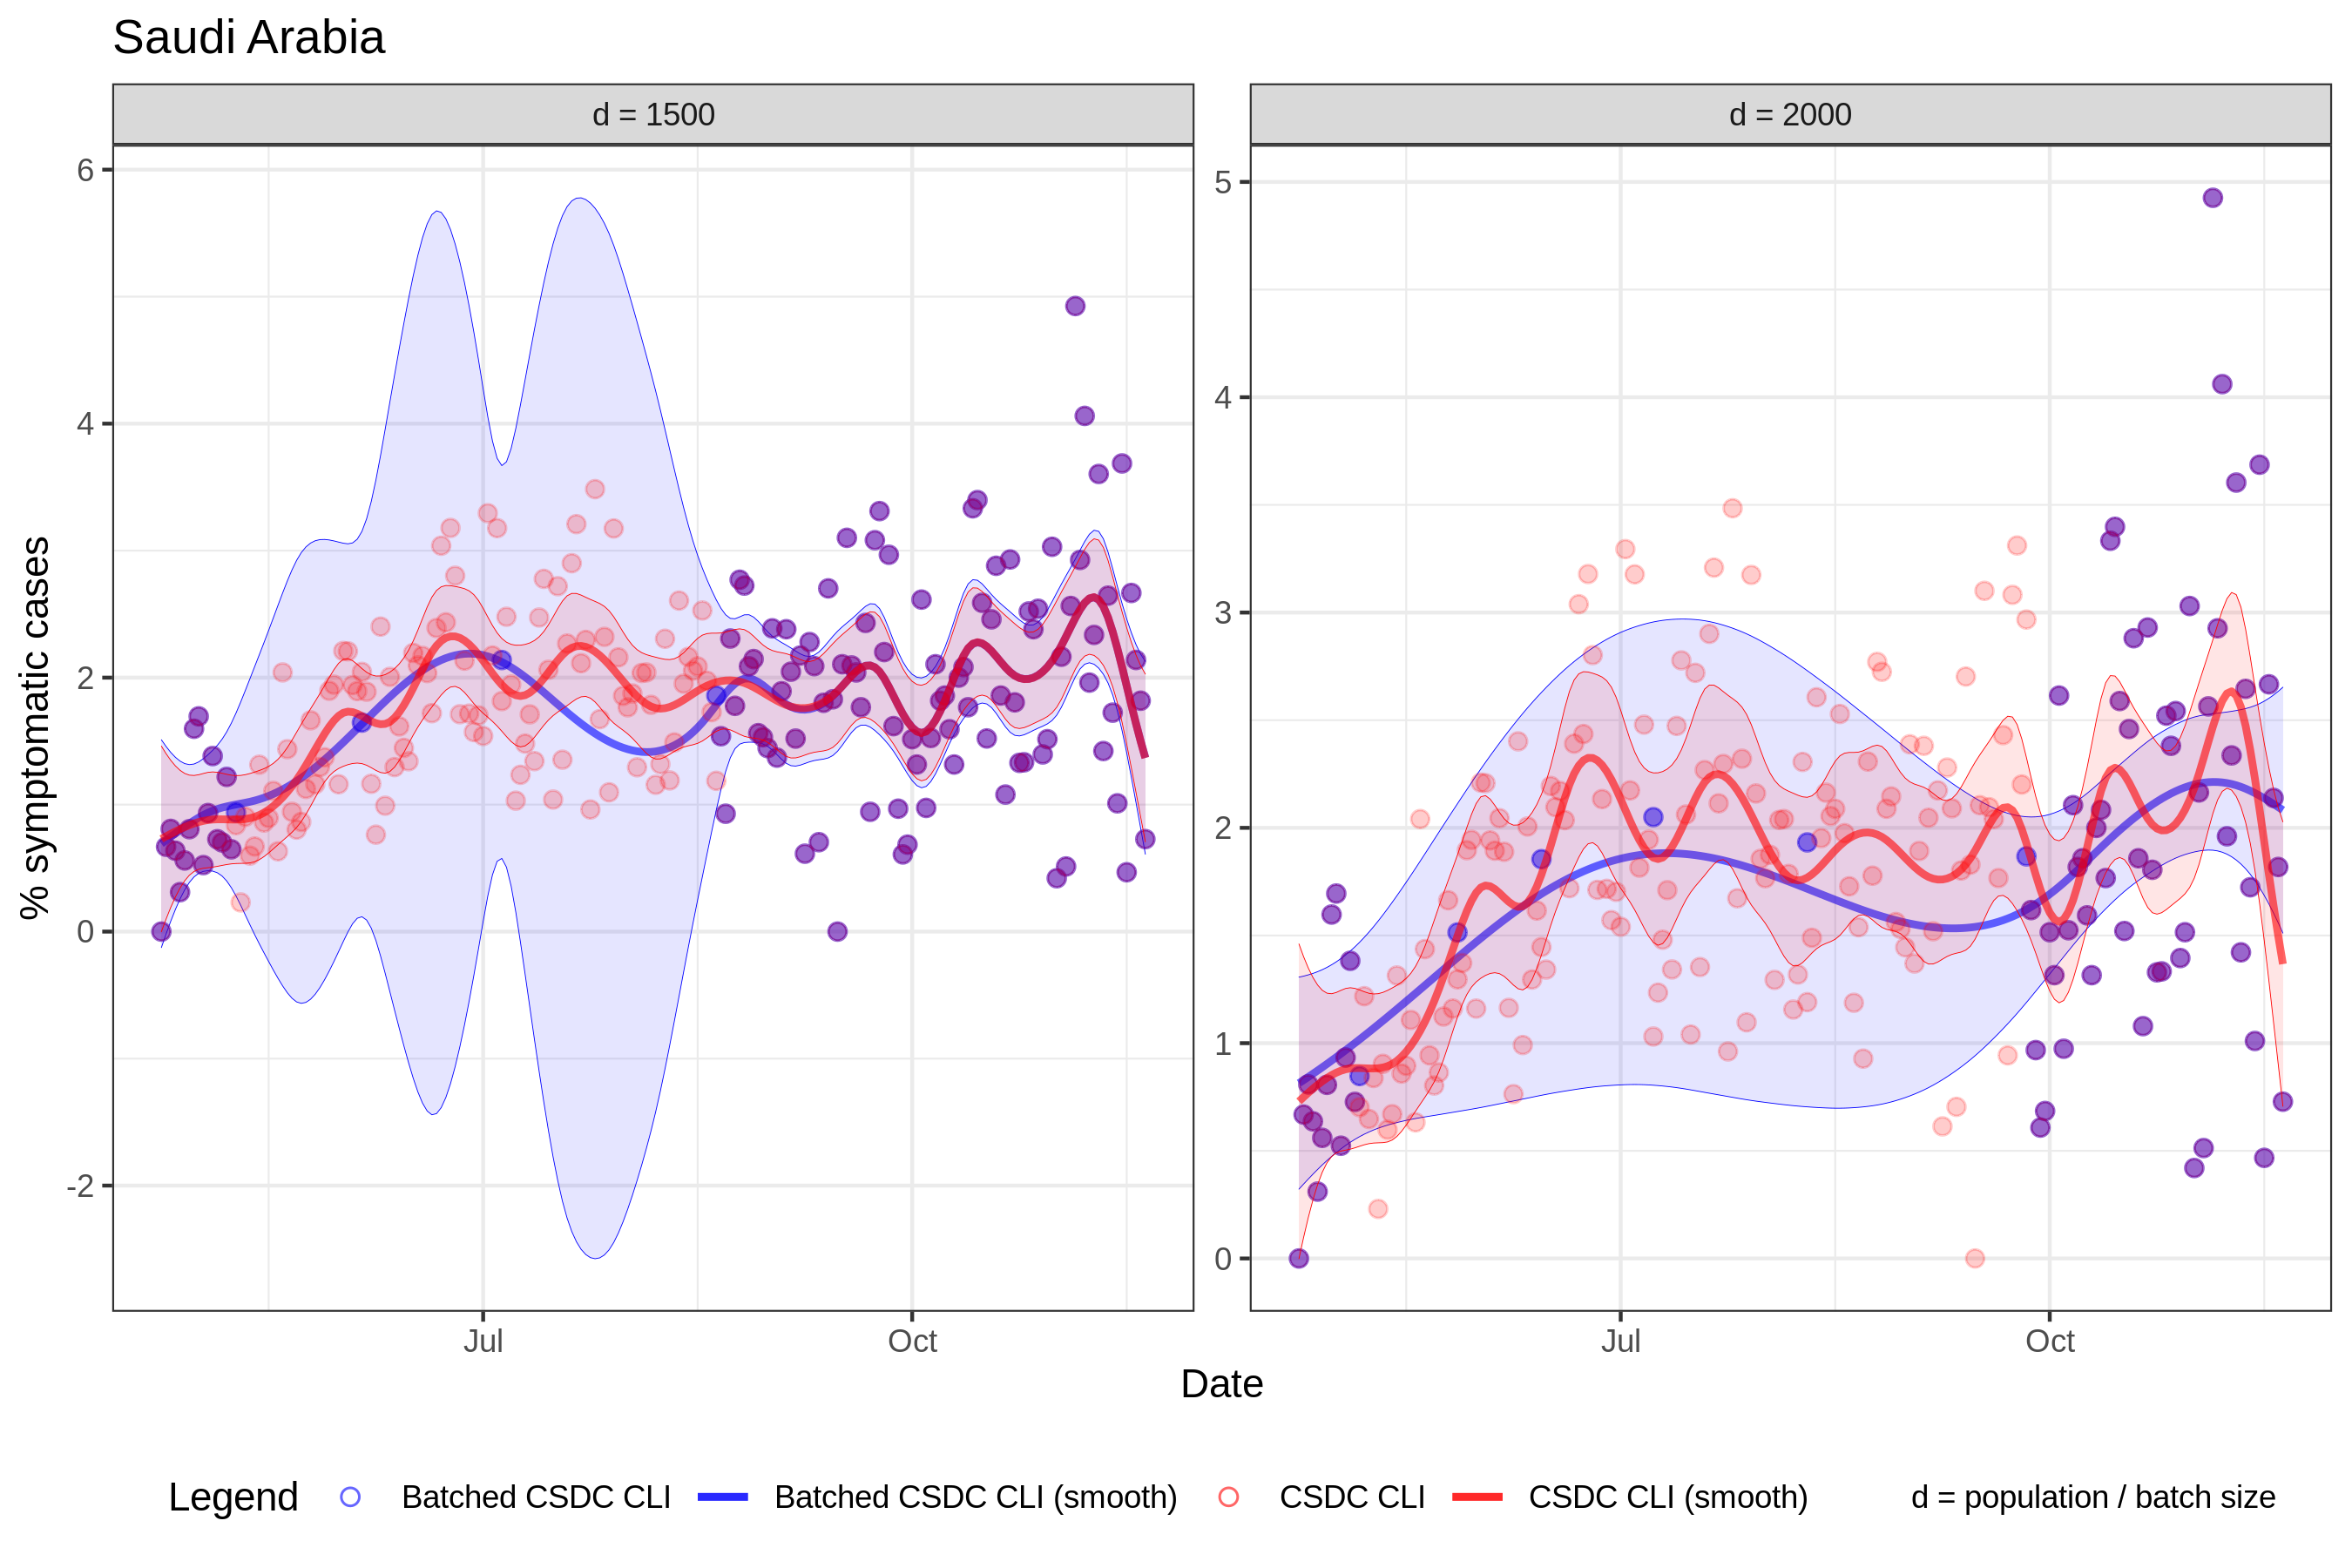 Saudi Arabia
d = 1500
d = 2000
% symptomatic cases
6
4
2
0
-2
5
4
3
2
1
0
Jul
Oct
Jul
Oct
Date
Legend
Batched CSDC CLI
Batched CSDC CLI (smooth)
CSDC CLI
CSDC CLI (smooth)
d = population / batch size